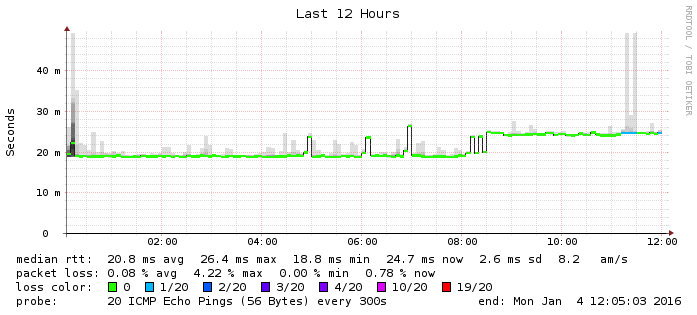 Last 12 Hours
RRDTOOL / TOBI OETIKER
Seconds
40 m
30 m
20 m
10 m
0
02:00 04:00 06:00 08:00 10:00 12:00
median rtt: 20.8 ms avg 26.4 ms max 18.8 ms min 24.7 ms now 2.6 ms sd 8.2 am/s
packet loss: 0.08 % avg 4.22 % max 0.00 % min 0.78 % now
loss color: 0 1/20 2/20 3/20 4/20 10/20 19/20
probe: 20 ICMP Echo Pings (56 Bytes) every 300s end: Mon Jan 4 12:05:03 2016